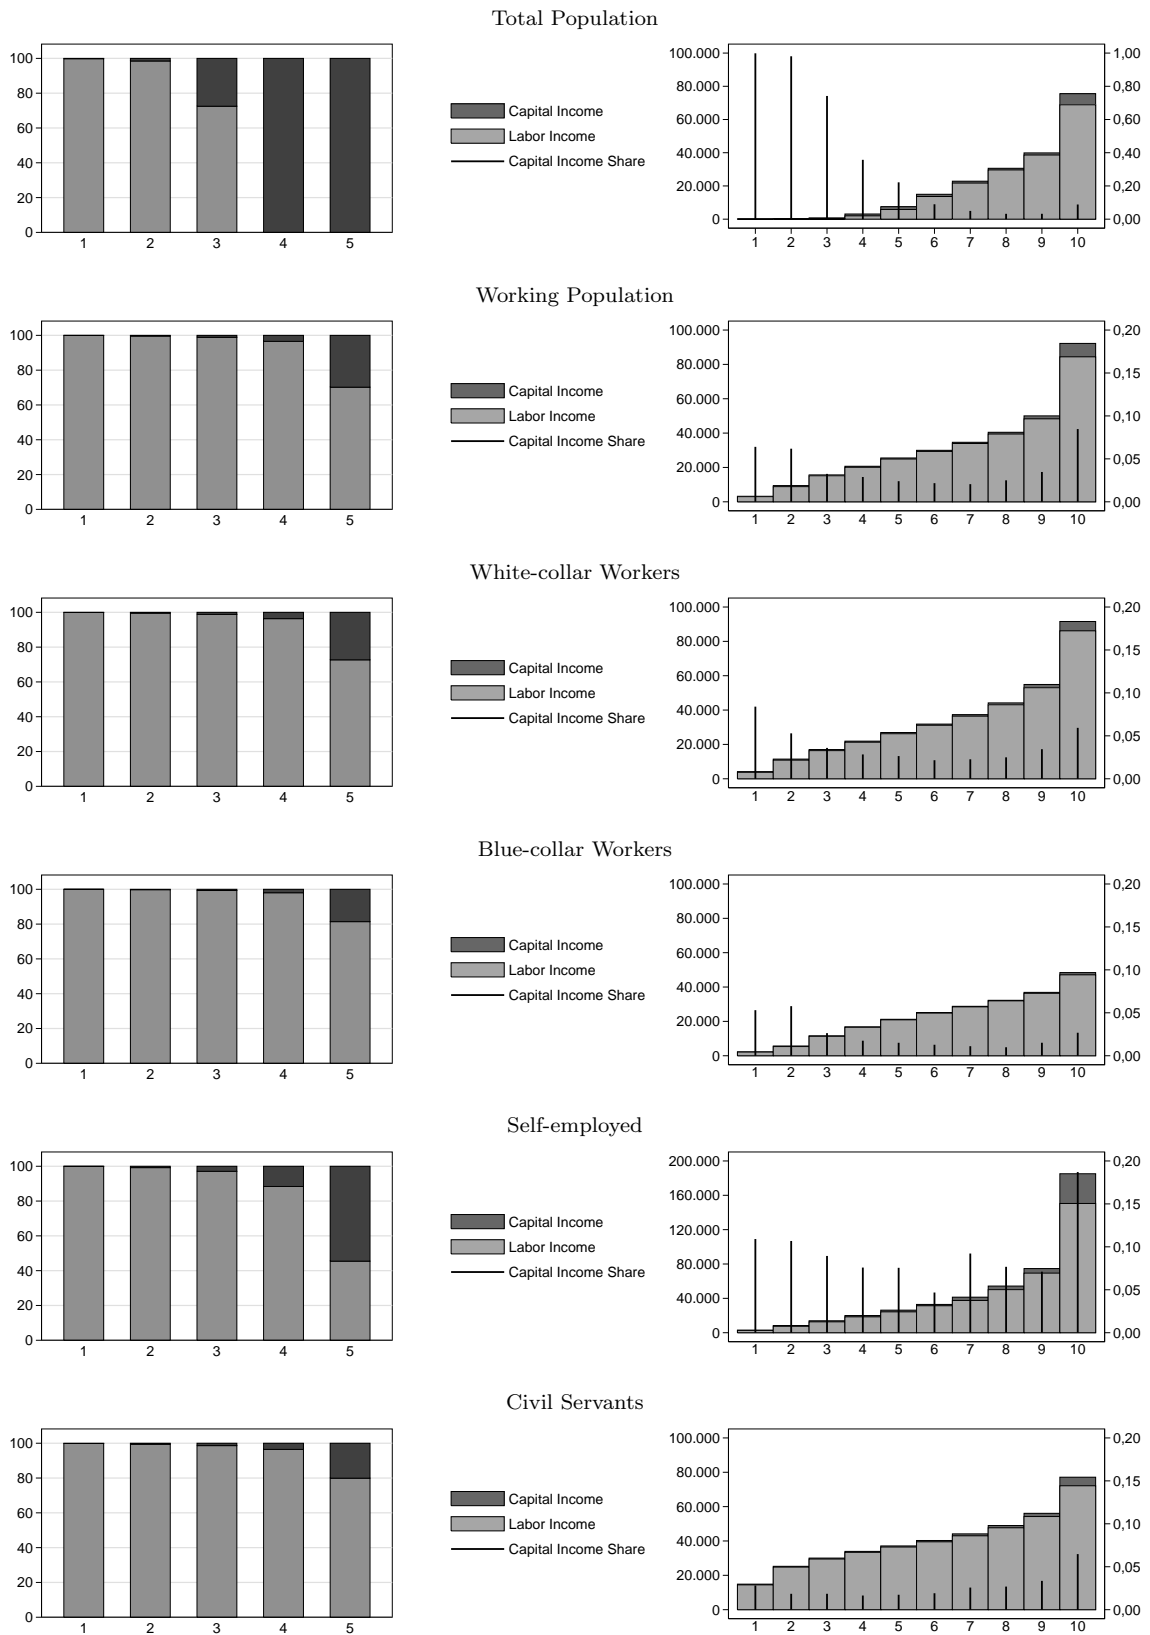 Total Population
100
80
60
40
20
0
1 2 3 4 5
Capital Income
Labor Income
Capital Income Share
100.000
80.000
60.000
40.000
20.000
0
1,00
0,80
0,60
0,40
0,20
0,00
1 2 3 4 5 6 7 8 9 10
Working Population
100
80
60
40
20
0
1 2 3 4 5
Capital Income
Labor Income
Capital Income Share
100.000
80.000
60.000
40.000
20.000
0
0,20
0,15
0,10
0,05
0,00
1 2 3 4 5 6 7 8 9 10
White-collar Workers
100
80
60
40
20
0
1 2 3 4 5
Capital Income
Labor Income
Capital Income Share
100.000
80.000
60.000
40.000
20.000
0
0,20
0,15
0,10
0,05
0,00
1 2 3 4 5 6 7 8 9 10
Blue-collar Workers
100
80
60
40
20
0
1 2 3 4 5
Capital Income
Labor Income
Capital Income Share
100.000
80.000
60.000
40.000
20.000
0
0,20
0,15
0,10
0,05
0,00
1 2 3 4 5 6 7 8 9 10
Self-employed
100
80
60
40
20
0
1 2 3 4 5
Capital Income
Labor Income
Capital Income Share
200.000
160.000
120.000
80.000
40.000
0
0,20
0,15
0,10
0,05
0,00
1 2 3 4 5 6 7 8 9 10
Civil Servants
100
80
60
40
20
0
1 2 3 4 5
Capital Income
Labor Income
Capital Income Share
100.000
80.000
60.000
40.000
20.000
0
0,20
0,15
0,10
0,05
0,00
1 2 3 4 5 6 7 8 9 10